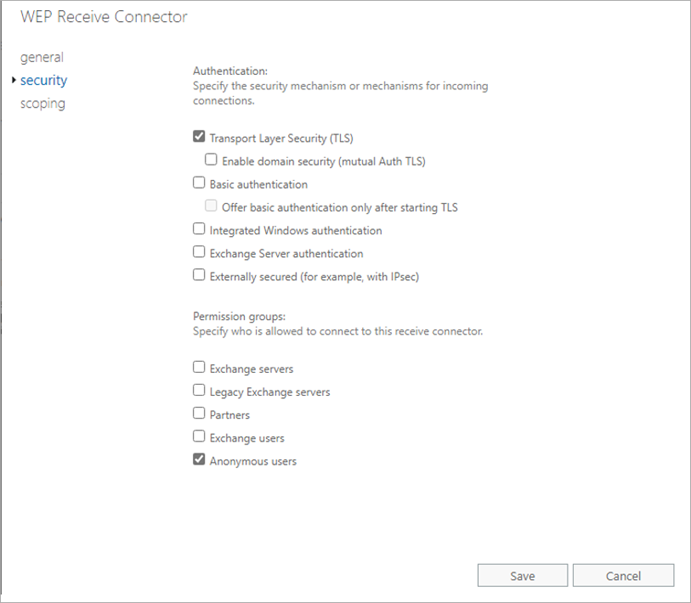 WEP Receive Connector
general
security
scoping
Authentication:
Specify the security mechanism or mechanisms for incoming
connections.
Transport Layer Security (TLS)
Enable domain security (mutual Auth TLS)
Basic authentication
Offer basic authentication only after starting TLS
Integrated Windows authentication
Exchange Server authentication
Externally secured (for example, with IPsec)
Permission groups:
Specify who is allowed to connect to this receive connector.
Exchange servers
Legacy Exchange servers
Partners
Exchange users
Anonymous users
Save
Cancel